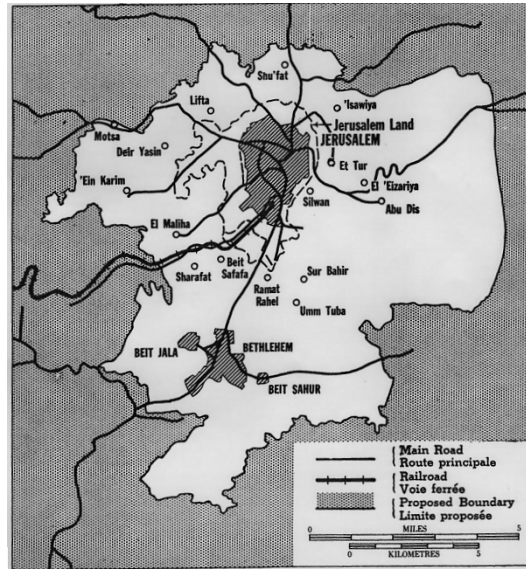 Shu'fat
Lifta
'Isawiya
Jerusalem Land
JERUSALEM
Motsa
Deir Yasin
Et Tur
'Ein Karim
El 'Eizariya
Silwan
Abu Dis
El Maliha
Beit
Safafa
Sharafat
Sur Bahir
Ramat
Rahel
Umm Tuba
BEIT JALA
BETHLEHEM
BEIT SAHUR
Main Road
Route principale
Railroad
Voie ferrée
Proposed Boundary
Limite proposée
0 MILES 5
0 KILOMETRES 5